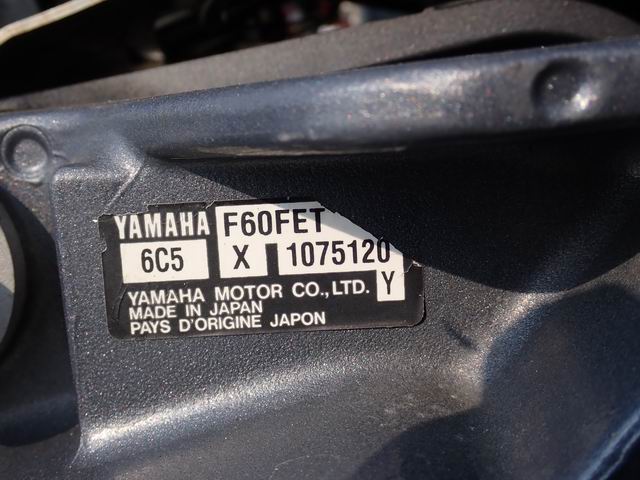 YAMAHA F60FET
6C5 X 1075120
YAMAHA MOTOR CO., LTD. Y
MADE IN JAPAN
PAYS D'ORIGINE JAPON